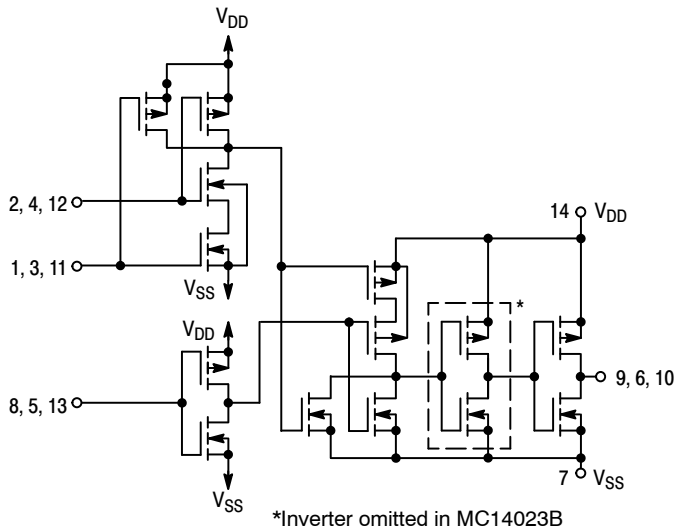 VDD
2, 4, 12
1, 3, 11
VSS
14 VDD
*
VDD
8, 5, 13
VSS
9, 6, 10
7 VSS
*Inverter omitted in MC14023B